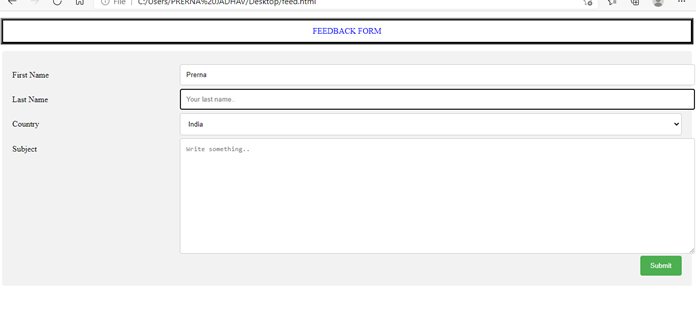 File | C:/Users/PRERNA%20JADHAV/Desktop/feed.html
FEEDBACK FORM
First Name
Prerna
Last Name
Your last name..
Country
India
Subject
Write something..
Submit